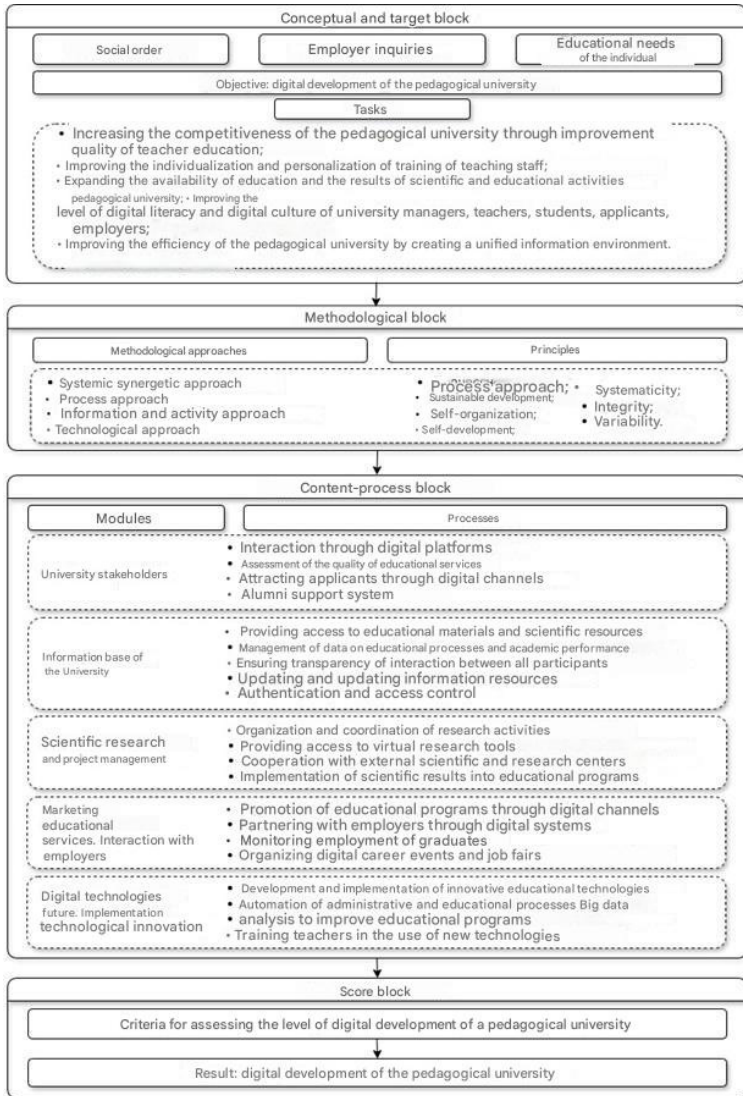 Conceptual and target block
Social order
Employer inquiries
Educational needs
of the individual
Objective: digital development of the pedagogical university
Tasks
• Increasing the competitiveness of the pedagogical university through improvement
quality of teacher education;
• Improving the individualization and personalization of training of teaching staff;
• Expanding the availability of education and the results of scientific and educational activities
pedagogical university; • Improving the
level of digital literacy and digital culture of university managers, teachers, students, applicants,
employers;
• Improving the efficiency of the pedagogical university by creating a unified information environment.
Methodological block
Methodological approaches
Principles
• Systemic synergetic approach
• Process approach
• Information and activity approach
• Technological approach
• Process approach; •
• Sustainable development;
• Self-organization;
• Self-development;
Systematicity;
• Integrity;
• Variability.
Content-process block
Modules
Processes
University stakeholders
• Interaction through digital platforms
• Assessment of the quality of educational services
• Attracting applicants through digital channels
• Alumni support system
Information base of
the University
• Providing access to educational materials and scientific resources
• Management of data on educational processes and academic performance
• Ensuring transparency of interaction between all participants
• Updating and updating information resources
• Authentication and access control
Scientific research
and project management
• Organization and coordination of research activities
• Providing access to virtual research tools
• Cooperation with external scientific and research centers
• Implementation of scientific results into educational programs
Marketing
educational
services. Interaction with
employers
• Promotion of educational programs through digital channels
• Partnering with employers through digital systems
• Monitoring employment of graduates
• Organizing digital career events and job fairs
Digital technologies
future. Implementation
technological innovation
• Development and implementation of innovative educational technologies
• Automation of administrative and educational processes Big data
• analysis to improve educational programs
• Training teachers in the use of new technologies
Score block
Criteria for assessing the level of digital development of a pedagogical university
Result: digital development of the pedagogical university